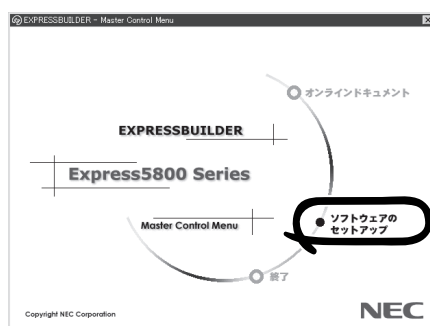 EXPRESSBUILDER - Master Control Menu
オンラインドキュメント
EXPRESSBUILDER
Express5800 Series
ソフトウェアの
セットアップ
Master Control Menu
終了
Copyright NEC Corporation
NEC